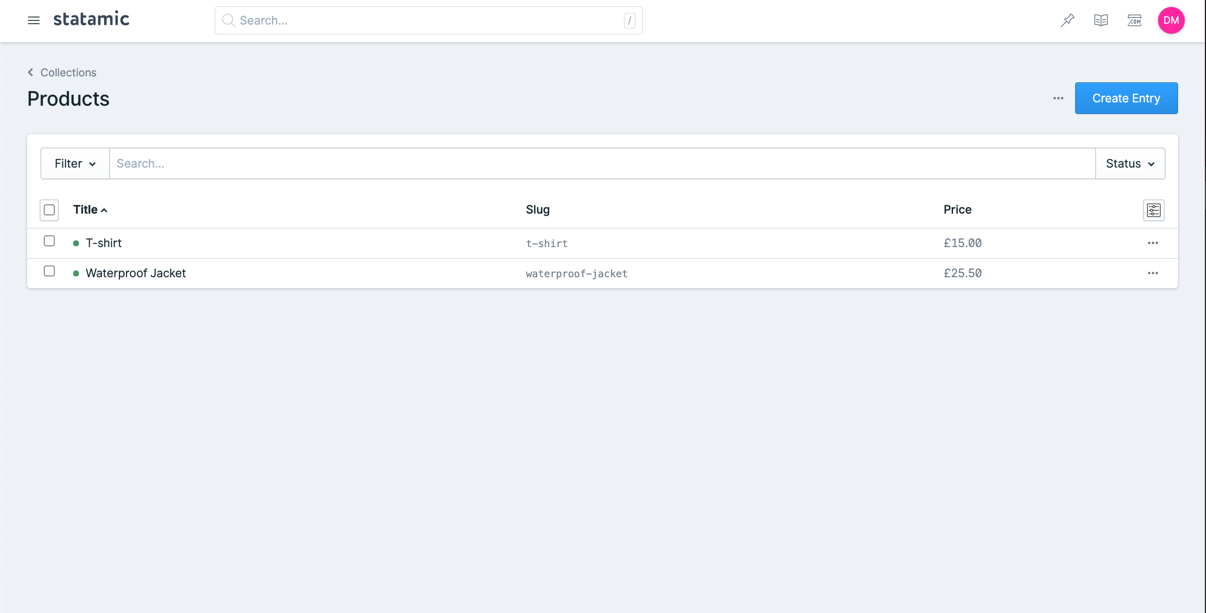 statamic
Search...
/
.COM
DM
Collections
Products
Create Entry
Filter
Search...
Status
Title
Slug
Price
T-shirt
t-shirt
£15.00
Waterproof Jacket
waterproof-jacket
£25.50